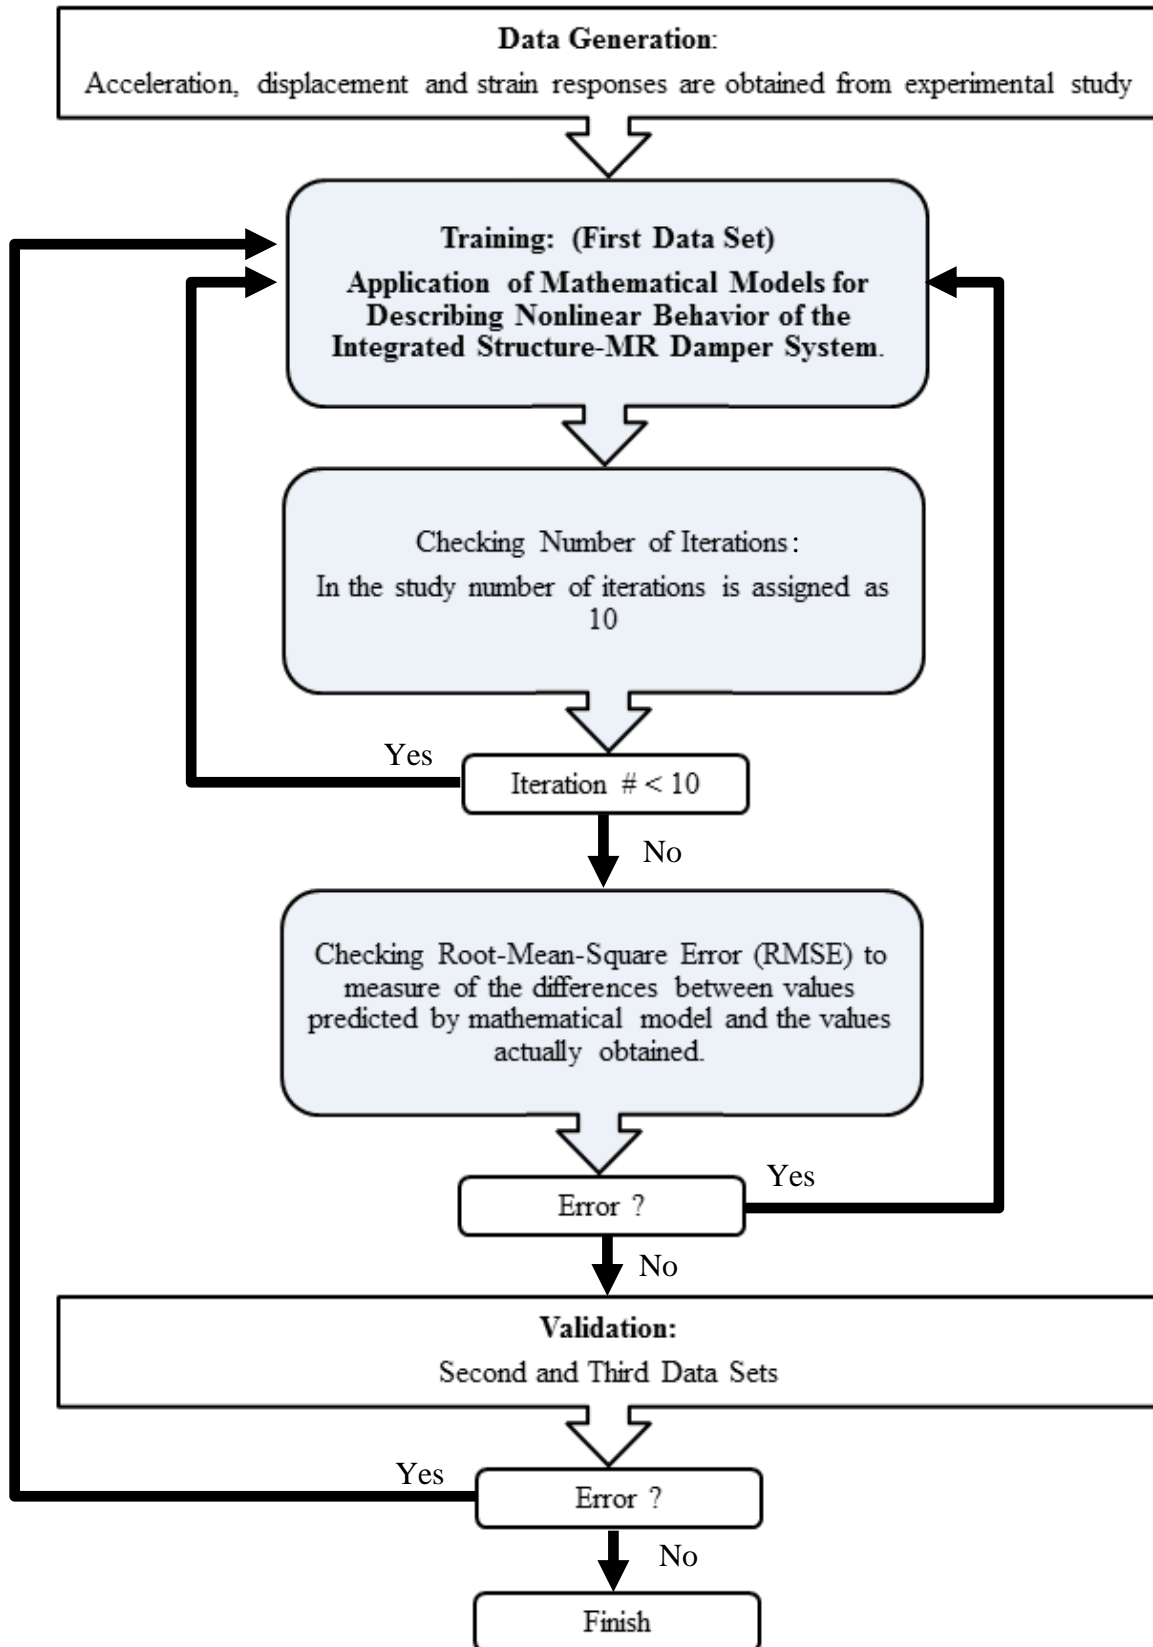 Data Generation:
Acceleration, displacement and strain responses are obtained from experimental study
Training: (First Data Set)
Application of Mathematical Models for
Describing Nonlinear Behavior of the
Integrated Structure-MR Damper System.
Checking Number of Iterations:
In the study number of iterations is assigned as
10
Yes
Iteration # < 10
No
Checking Root-Mean-Square Error (RMSE) to
measure of the differences between values
predicted by mathematical model and the values
actually obtained.
Yes
Error ?
No
Validation:
Second and Third Data Sets
Yes
Error ?
No
Finish